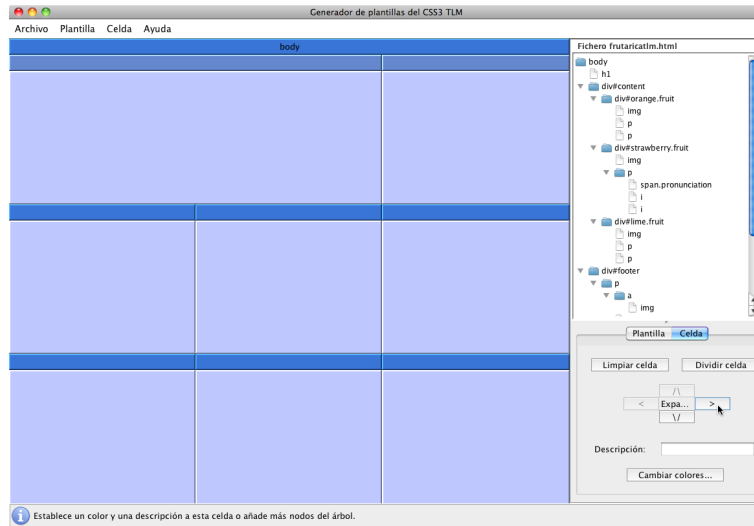 Generador de plantillas del CSS3 TLM
Archivo Plantilla Celda Ayuda
body
Fichero frutaricatlm.html
body
h1
div#content
div#orange.fruit
img
p
p
div#strawberry.fruit
img
p
span.pronunciation
i
i
div#lime.fruit
img
p
p
div#footer
p
a
img
Plantilla Celda
Limpiar celda Dividir celda
/\
< Expa... >
\/
Descripción:
Cambiar colores...
Establece un color y una descripción a esta celda o añade más nodos del árbol.